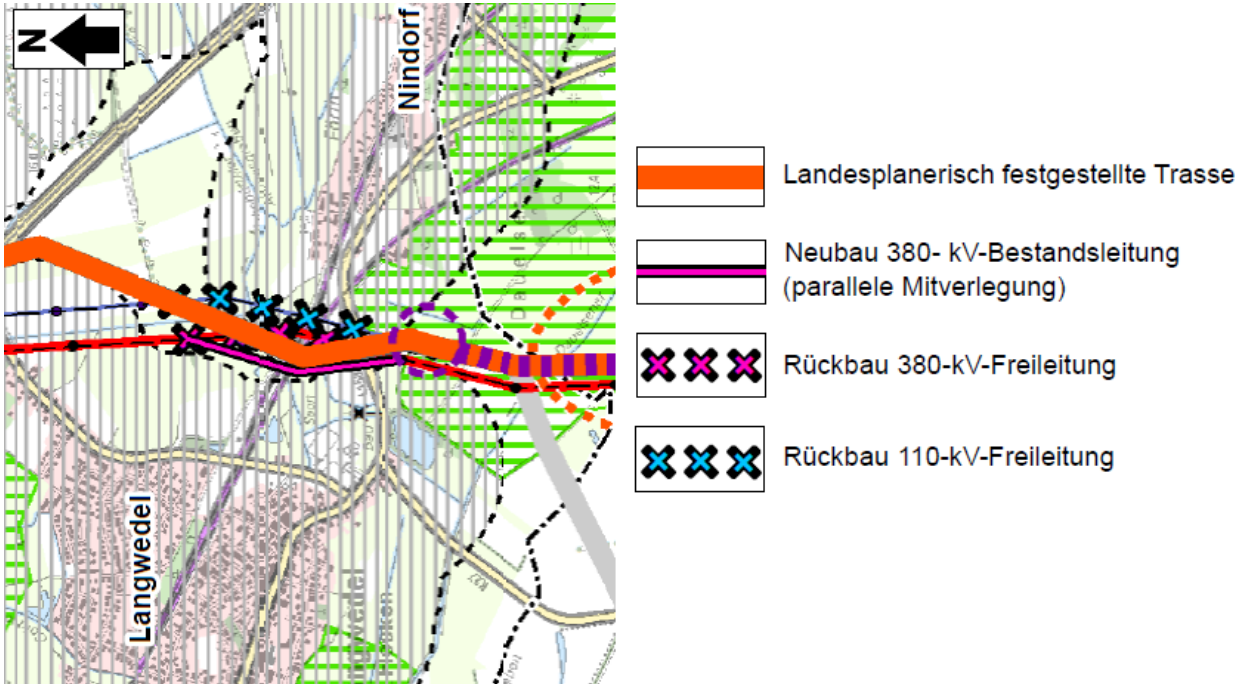 N
Nindorf
Langwedel
Landesplanerisch festgestellte Trasse
Neubau 380- kV-Bestandsleitung
(parallele Mitverlegung)
Rückbau 380-kV-Freileitung
Rückbau 110-kV-Freileitung